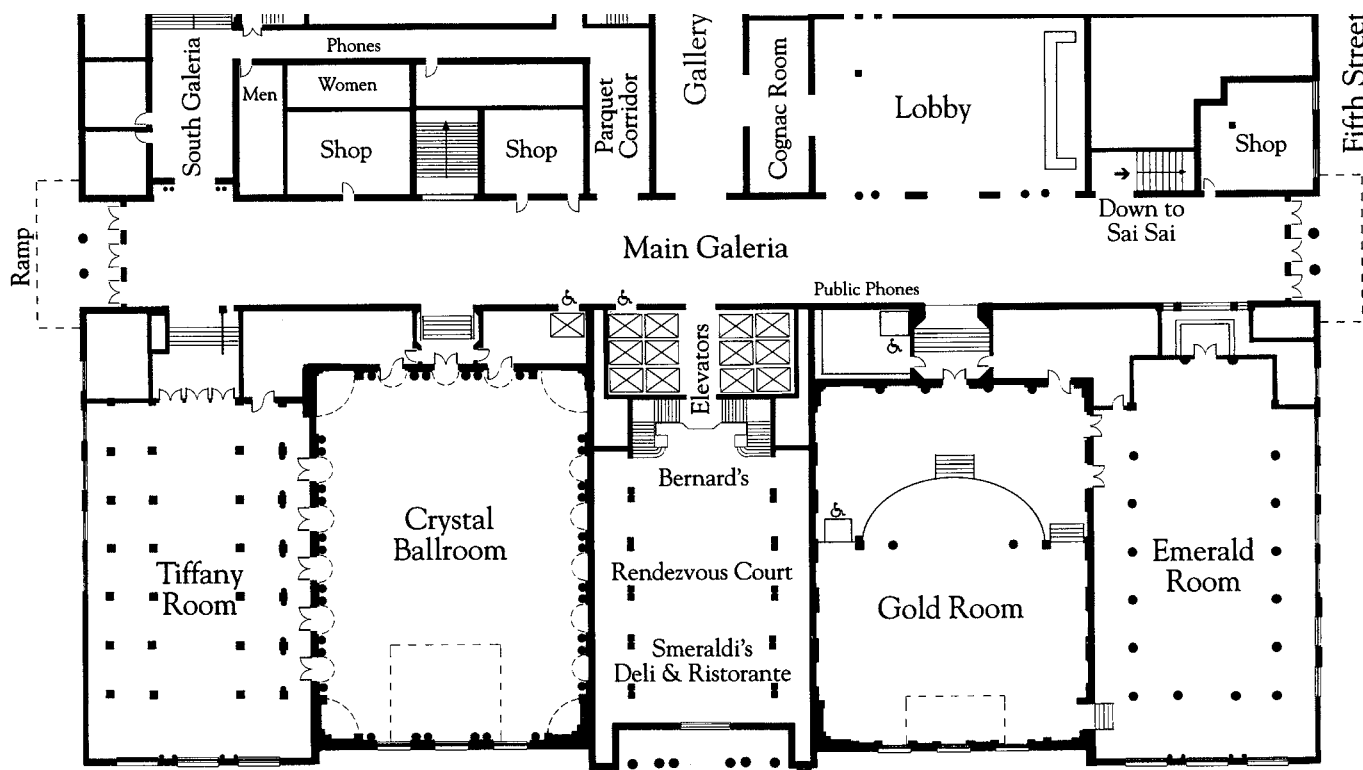 Phones
South Galeria
Men
Women
Shop
Shop
Parquet
Corridor
Gallery
Cognac Room
Lobby
Shop
Fifth Street
Ramp
Main Galeria
Down to
Sai Sai
Public Phones
Elevators
Bernard's
Crystal
Ballroom
Tiffany
Room
Rendezvous Court
Gold Room
Emerald
Room
Smeraldi's
Deli & Ristorante